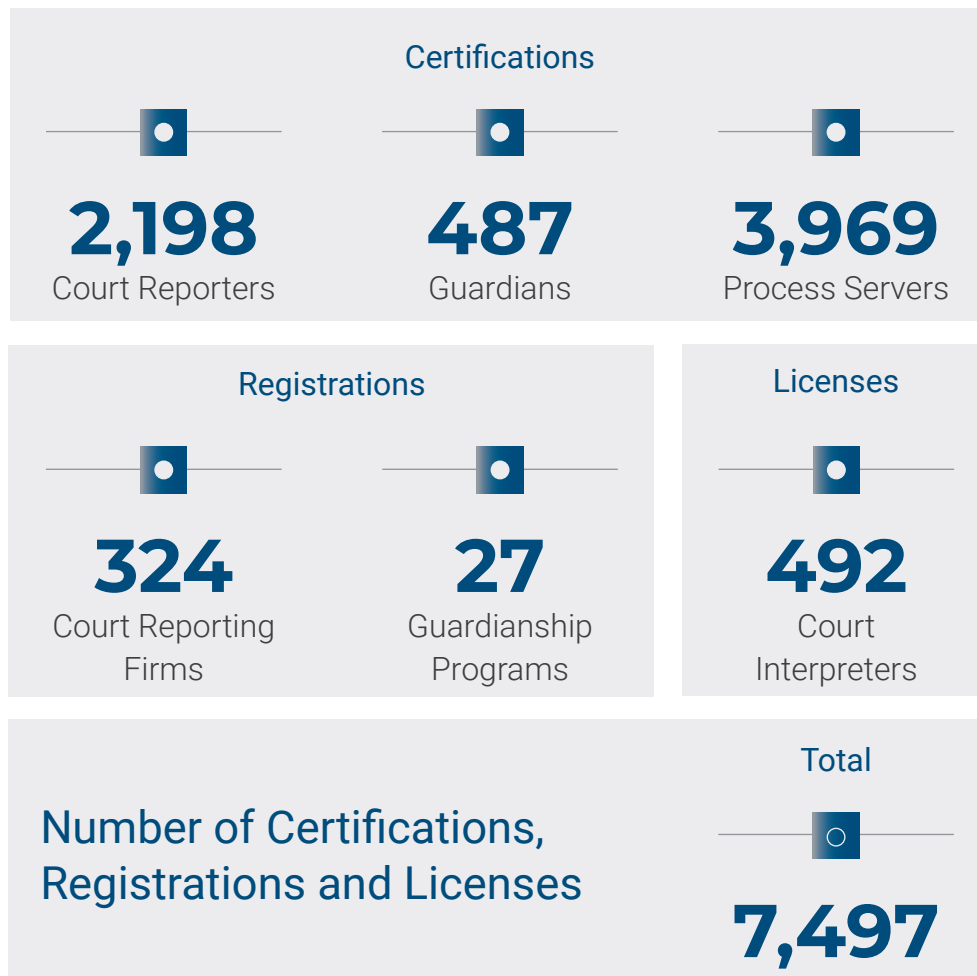 Certifications
2,198
Court Reporters
487
Guardians
3,969
Process Servers
Registrations
324
Court Reporting
Firms
27
Guardianship
Programs
Licenses
492
Court
Interpreters
Number of Certifications,
Registrations and Licenses
Total
7,497